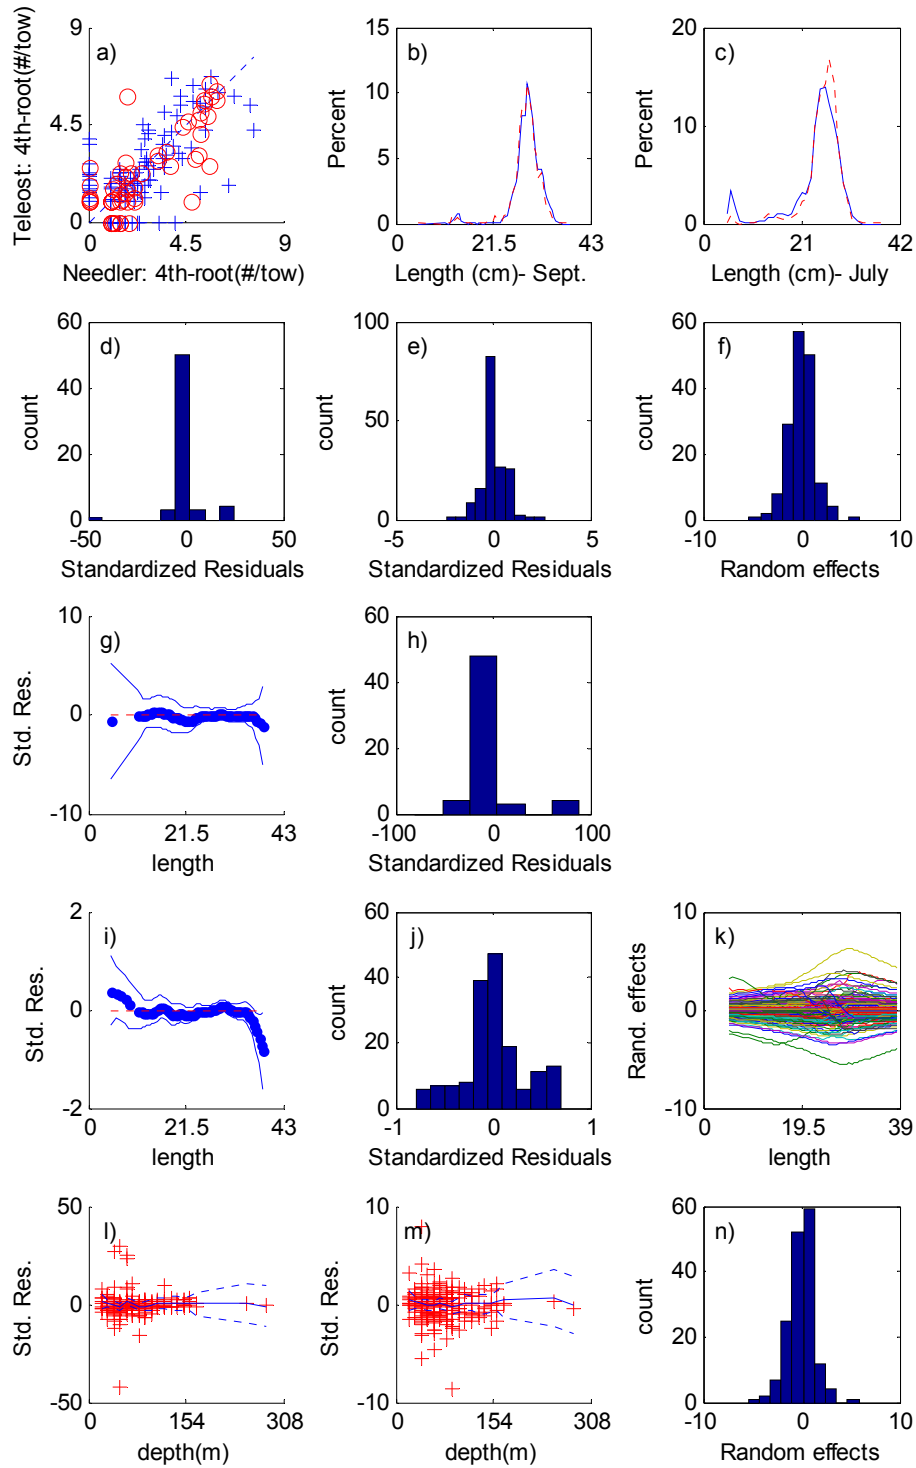 a)
9
4.5
0
0
4.5
9
Teleost: 4th-root(#/tow)
Needler: 4th-root(#/tow)
b)
15
10
5
0
0
21.5
43
Percent
Length (cm)- Sept.
c)
20
10
0
0
21
42
Percent
Length (cm)- July
d)
60
40
20
0
-50
0
50
count
Standardized Residuals
e)
100
50
0
-5
0
5
count
Standardized Residuals
f)
60
40
20
0
-10
0
10
count
Random effects
g)
10
0
-10
0
21.5
43
Std. Res.
length
h)
60
40
20
0
-100
0
100
count
Standardized Residuals
i)
2
0
-2
0
21.5
43
Std. Res.
length
j)
60
40
20
0
-1
0
1
count
Standardized Residuals
k)
10
0
-10
0
19.5
39
Rand. effects
length
l)
50
0
-50
0
154
308
Std. Res.
depth(m)
m)
10
0
-10
0
154
308
Std. Res.
depth(m)
n)
60
40
20
0
-10
0
10
count
Random effects